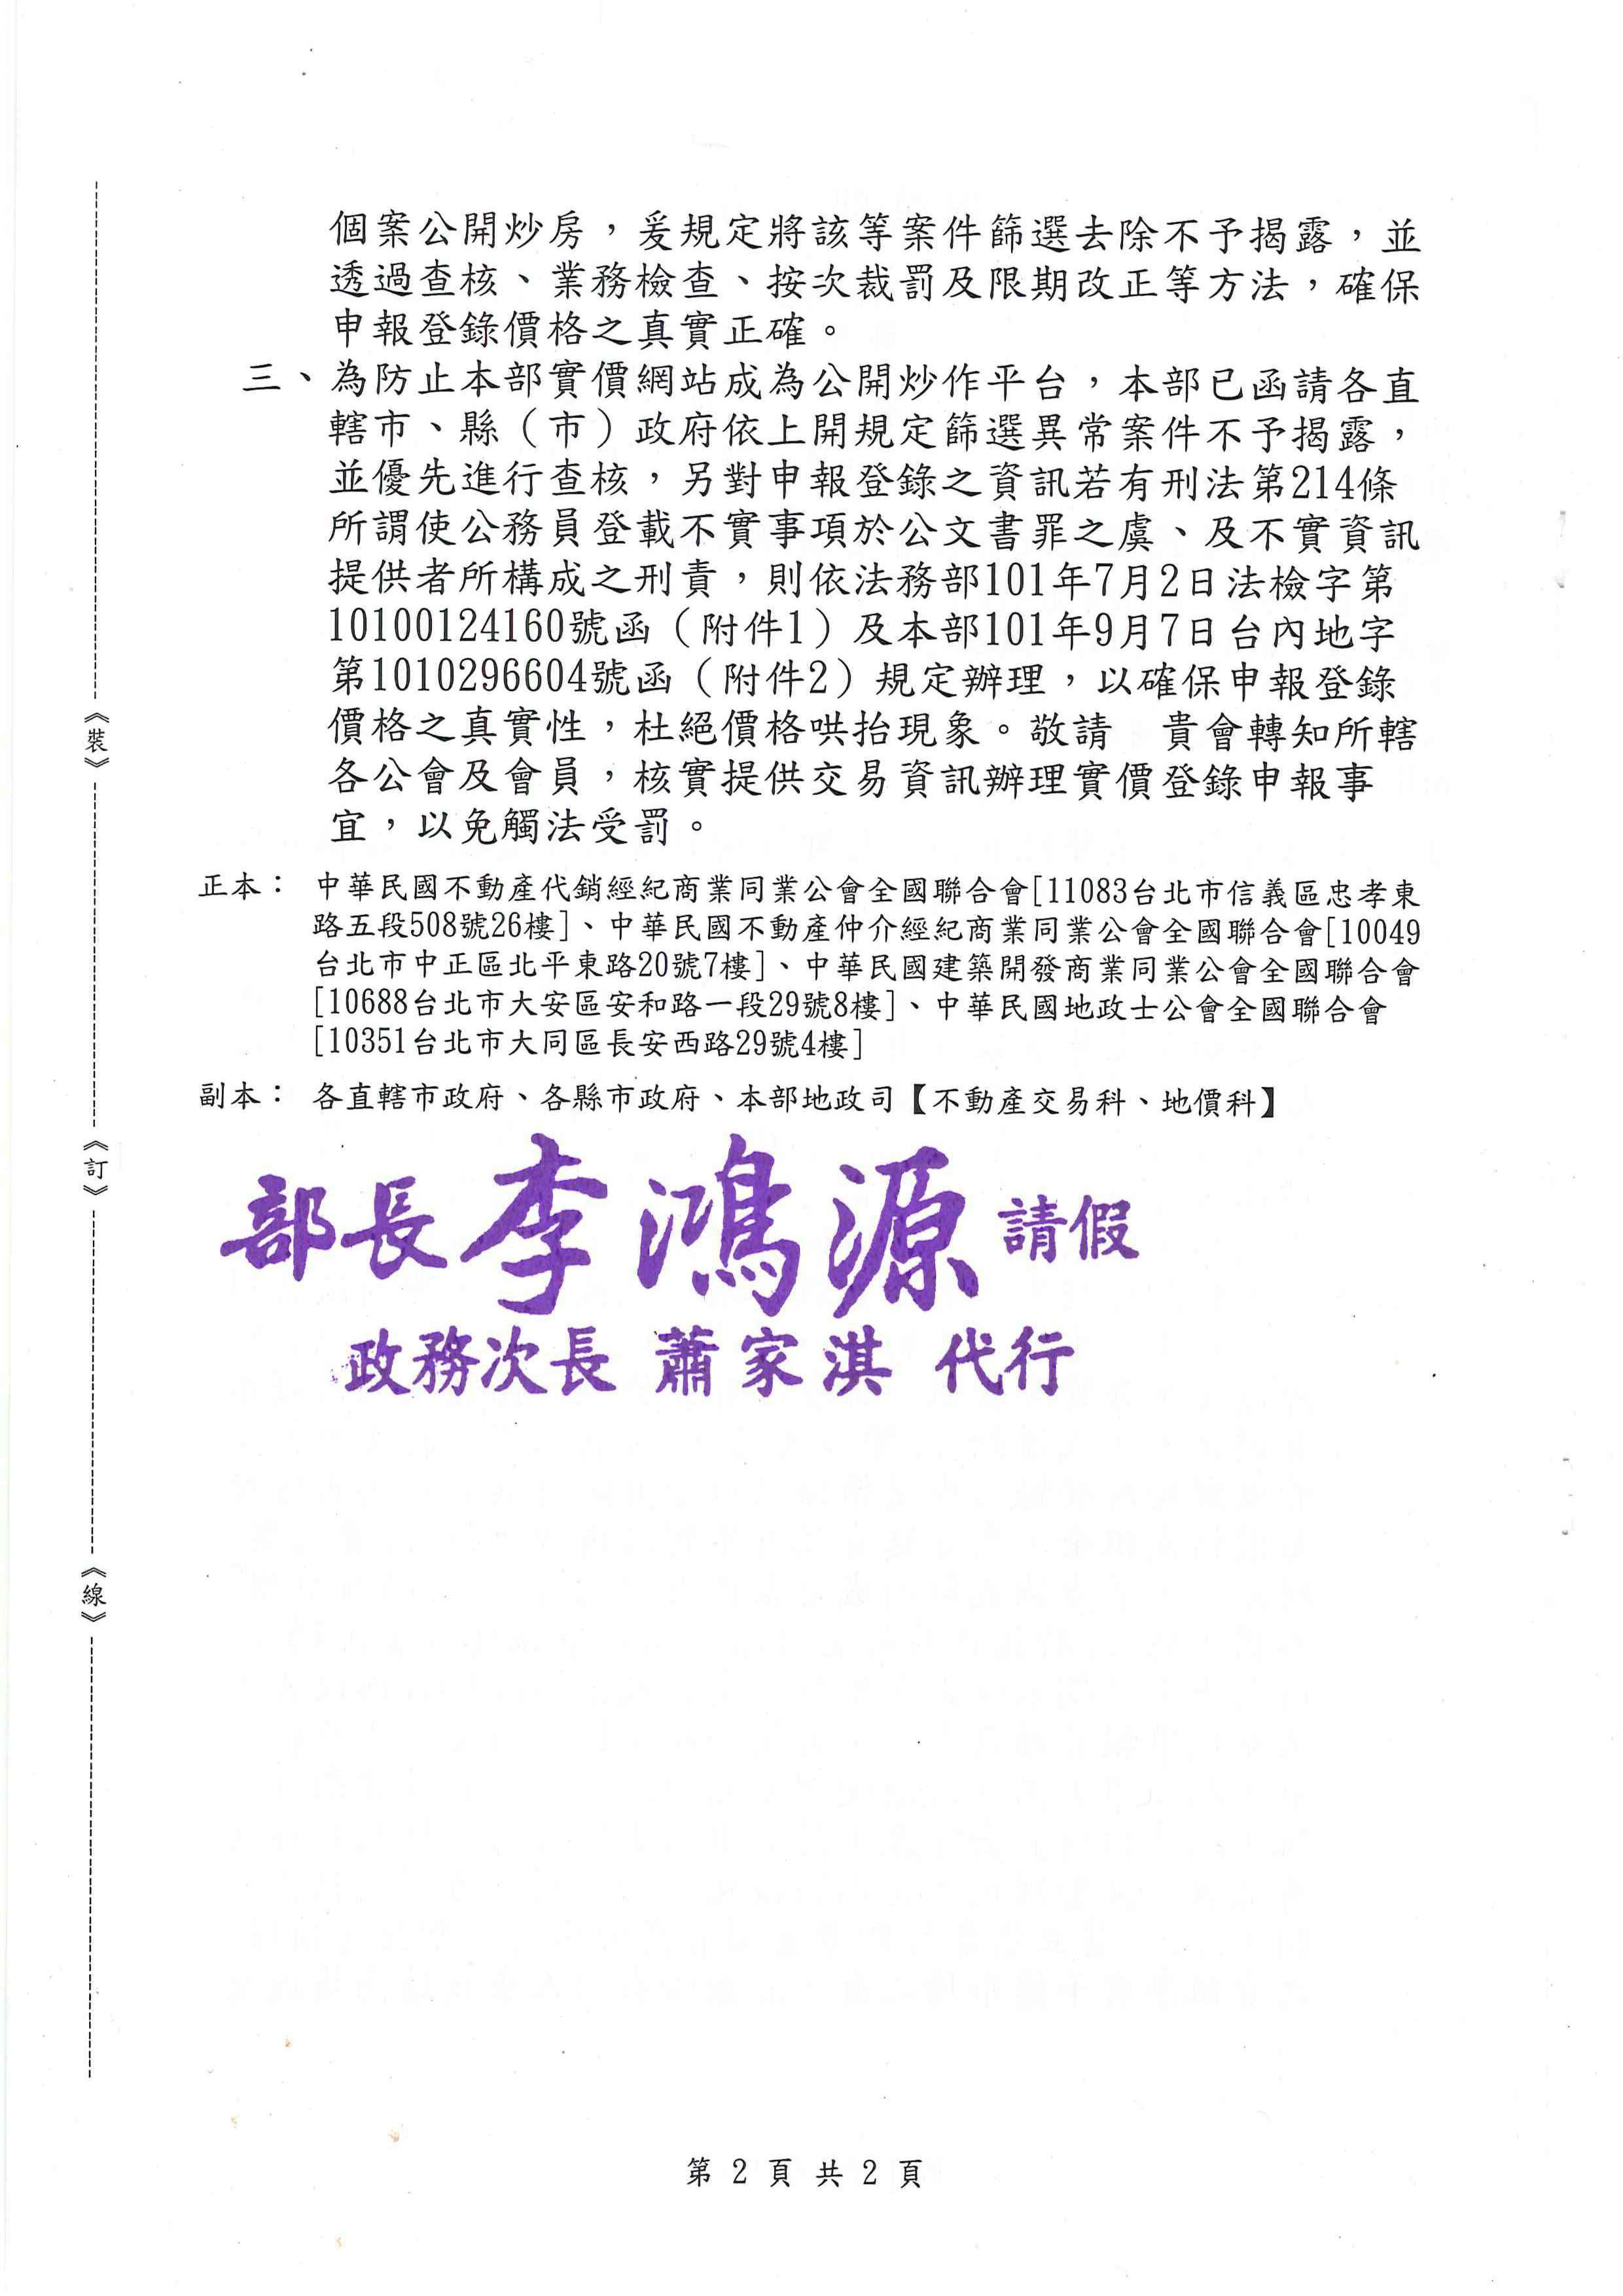 個案公開炒房，爰規定將該等案件篩選去除不予揭露，並
透過查核、業務檢查、按次裁罰及限期改正等方法，確保
申報登錄價格之真實正確。
三、為防止本部實價網站成為公開炒作平台，本部已函請各直
轄市、縣（市）政府依上開規定篩選異常案件不予揭露，
並優先進行查核，另對申報登錄之資訊若有刑法第214條
所謂使公務員登載不實事項於公文書罪之虞、及不實資訊
提供者所構成之刑責，則依法務部101年7月2日法檢字第
10100124160號函（附件1）及本部101年9月7日台內地字
第1010296604號函（附件2）規定辦理，以確保申報登錄
價格之真實性，杜絕價格哄抬現象。敬請　貴會轉知所轄
各公會及會員，核實提供交易資訊辦理實價登錄申報事
宜，以免觸法受罰。
正本：中華民國不動產代銷經紀商業同業公會全國聯合會[11083台北市信義區忠孝東
路五段508號26樓]、中華民國不動產仲介經紀商業同業公會全國聯合會[10049
台北市中正區北平東路20號7樓]、中華民國建築開發商業同業公會全國聯合會
[10688台北市大安區安和路一段29號8樓]、中華民國地政士公會全國聯合會
[10351台北市大同區長安西路29號4樓]
副本：各直轄市政府、各縣市政府、本部地政司【不動產交易科、地價科】
部長李鴻源請假
政務次長 蕭家淇 代行
《裝》
《訂》
《線》
第 2 頁 共 2 頁